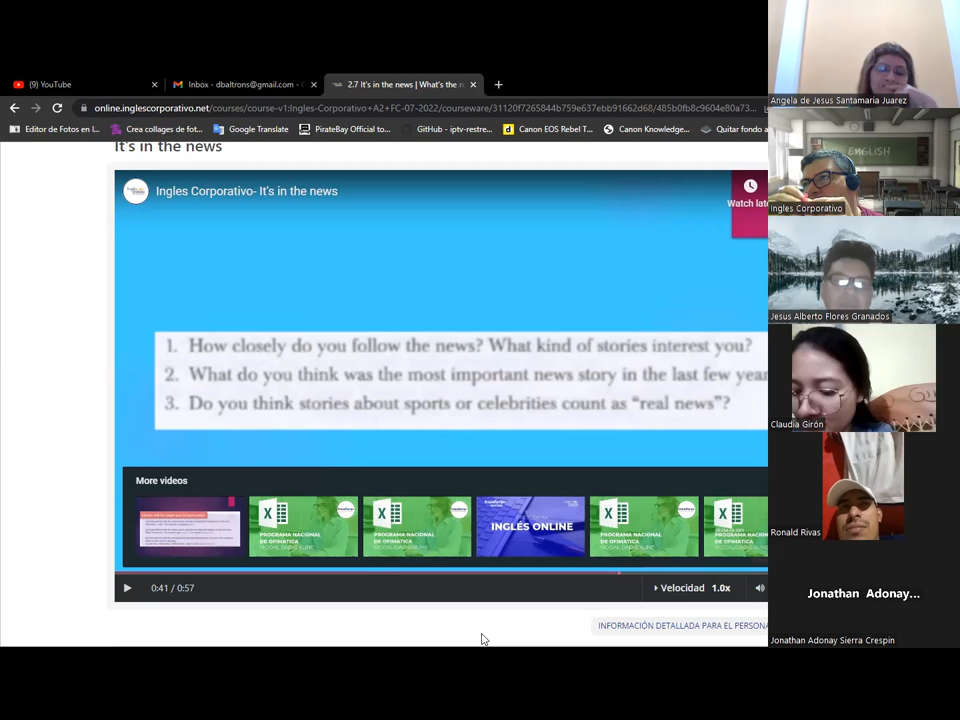 (9) YouTube
Inbox - dbaltrons@gmail.com -
2.7 It's in the news | What's the n
online.inglescorporativo.net/courses/course-v1:Ingles-Corporativo+A2+FC-07-2022/courseware/31120f7265844b759e637ebb91662d68/485b0fb8c9604e80a73...
Editor de Fotos en l...
Crea collages de fot...
Google Translate
PirateBay Official to...
GitHub - iptv-restre...
Canon EOS Rebel T...
Canon Knowledge...
Quitar fondo a
It's in the news
Ingles Corporativo- It's in the news
Watch late
1. How closely do you follow the news? What kind of stories interest you?
2. What do you think was the most important news story in the last few year
3. Do you think stories about sports or celebrities count as "real news"?
More videos
PROGRAMA NACIONAL
DE OFIMÁTICA
PROGRAMA NACIONAL
DE OFIMÁTICA
INGLÉS ONLINE
PROGRAMA NACIONAL
DE OFIMÁTICA
PROGRAMA NACIONAL
DE OFIMÁTICA
0:41 / 0:57
Velocidad 1.0x
INFORMACIÓN DETALLADA PARA EL PERSONA
Angela de Jesus Santamaria Juarez
ENGLISH
Ingles Corporativo
Jesus Alberto Flores Granados
Claudia Girón
Ronald Rivas
Jonathan Adonay...
Jonathan Adonay Sierra Crespin